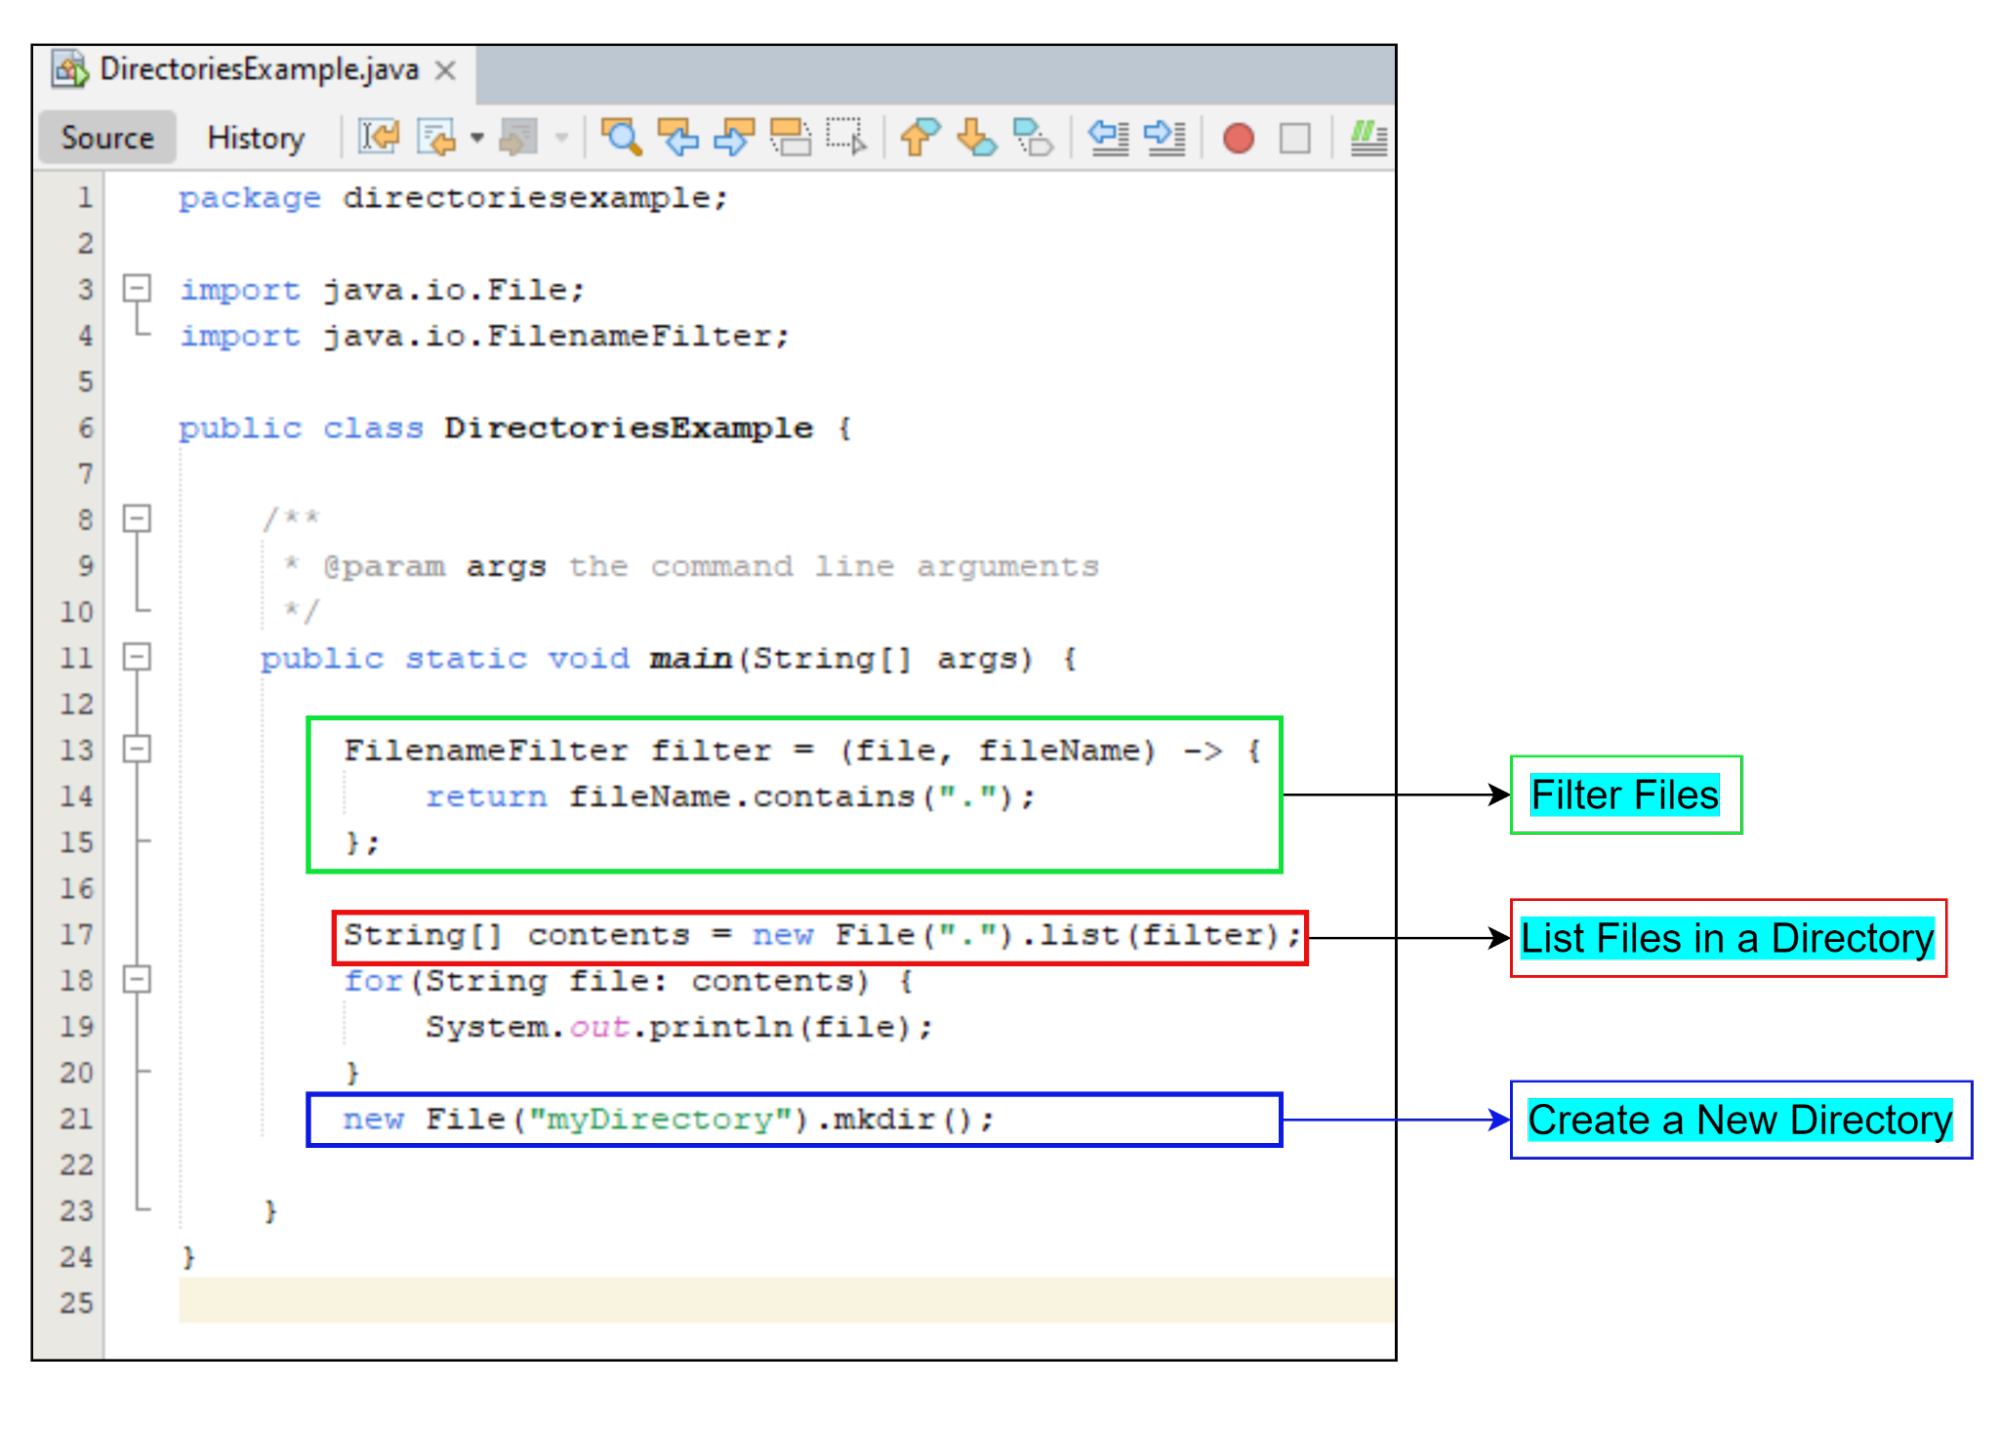 DirectoriesExample.java
Source History
1 package directoriesexample;
2
3 import java.io.File;
4 import java.io.FilenameFilter;
5
6 public class DirectoriesExample {
7
8 /**
9 * @param args the command line arguments
10 */
11 public static void main(String[] args) {
12
13 FilenameFilter filter = (file, fileName) -> {
14 return fileName.contains(".");
Filter Files
15 };
16
17 String[] contents = new File(".").list(filter);
List Files in a Directory
18 for(String file: contents) {
19 System.out.println(file);
20 }
21 new File("myDirectory").mkdir();
Create a New Directory
22
23 }
24 }
25